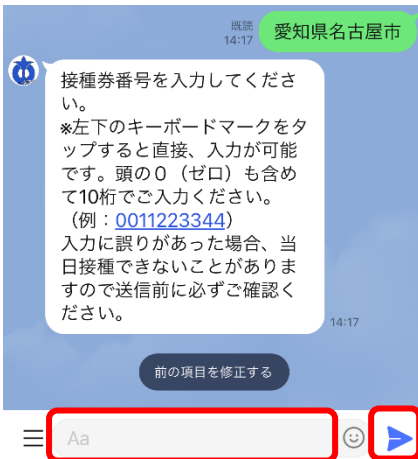 既読
14:17
愛知県名古屋市
接種券番号を入力してくださ
い。
※左下のキーボードマークをタ
ップすると直接、入力が可能
です。頭の０（ゼロ）も含め
て10桁でご入力ください。
（例：0011223344）
入力に誤りがあった場合、当
日接種できないことがありま
すので送信前に必ずご確認く
ださい。
14:17
前の項目を修正する
Aa